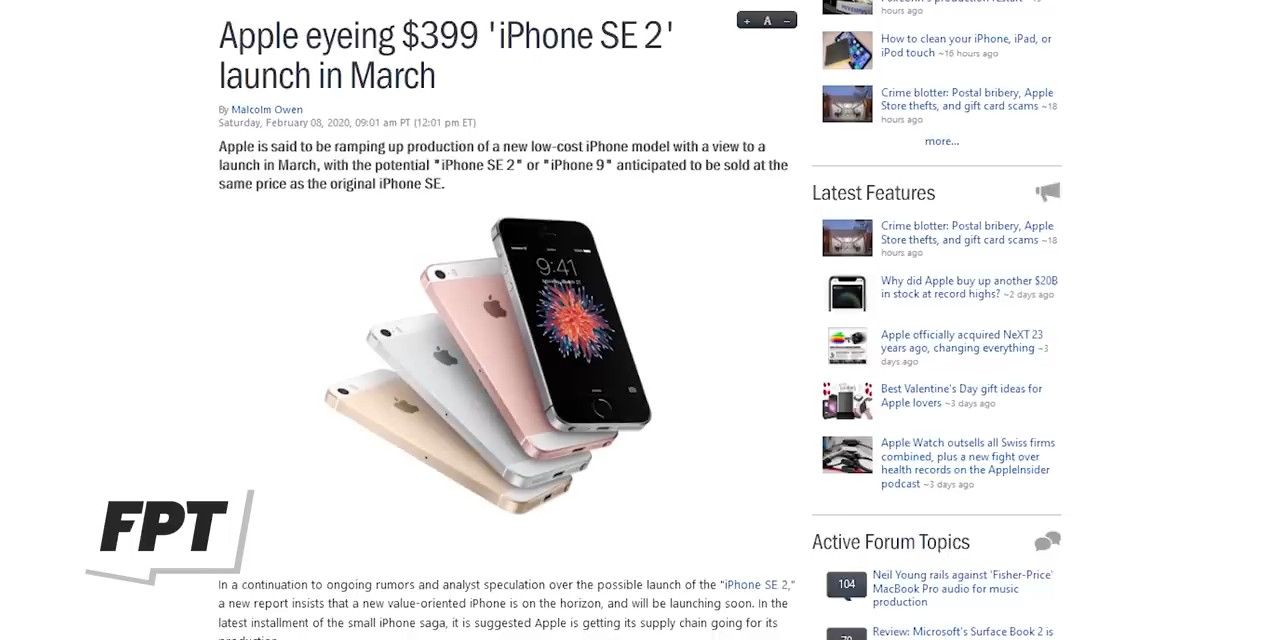 Apple eyeing $399 'iPhone SE 2'
launch in March
+ A −
By Malcolm Owen
Saturday, February 08, 2020, 09:01 am PT (12:01 pm ET)
Apple is said to be ramping up production of a new low-cost iPhone model with a view to a
launch in March, with the potential "iPhone SE 2" or "iPhone 9" anticipated to be sold at the
same price as the original iPhone SE.
9:41
FPT
In a continuation to ongoing rumors and analyst speculation over the possible launch of the "iPhone SE 2,"
a new report insists that a new value-oriented iPhone is on the horizon, and will be launching soon. In the
latest installment of the small iPhone saga, it is suggested Apple is getting its supply chain going for its
hours ago
How to clean your iPhone, iPad, or
iPod touch ~16 hours ago
Crime blotter: Postal bribery, Apple
Store thefts, and gift card scams ~18
hours ago
more...
Latest Features
Crime blotter: Postal bribery, Apple
Store thefts, and gift card scams ~18
hours ago
Why did Apple buy up another $20B
in stock at record highs? ~2 days ago
Apple officially acquired NeXT 23
years ago, changing everything ~3
days ago
Best Valentine's Day gift ideas for
Apple lovers ~3 days ago
Apple Watch outsells all Swiss firms
combined, plus a new fight over
health records on the AppleInsider
podcast ~3 days ago
Active Forum Topics
104
Neil Young rails against 'Fisher-Price'
MacBook Pro audio for music
production
Review: Microsoft's Surface Book 2 is